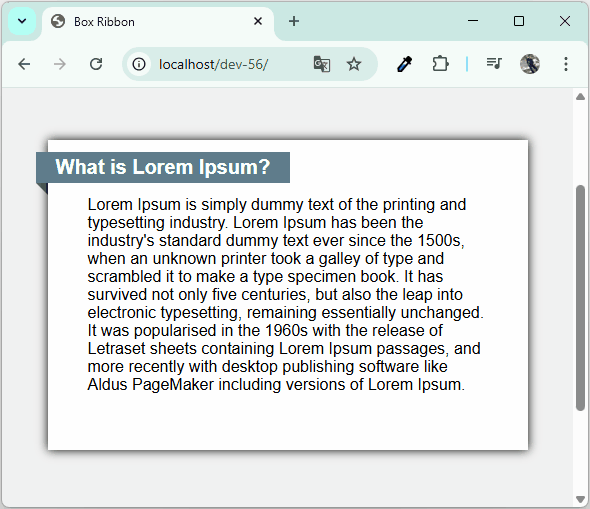 Box Ribbon
localhost/dev-56/
What is Lorem Ipsum?
Lorem Ipsum is simply dummy text of the printing and
typesetting industry. Lorem Ipsum has been the
industry's standard dummy text ever since the 1500s,
when an unknown printer took a galley of type and
scrambled it to make a type specimen book. It has
survived not only five centuries, but also the leap into
electronic typesetting, remaining essentially unchanged.
It was popularised in the 1960s with the release of
Letraset sheets containing Lorem Ipsum passages, and
more recently with desktop publishing software like
Aldus PageMaker including versions of Lorem Ipsum.